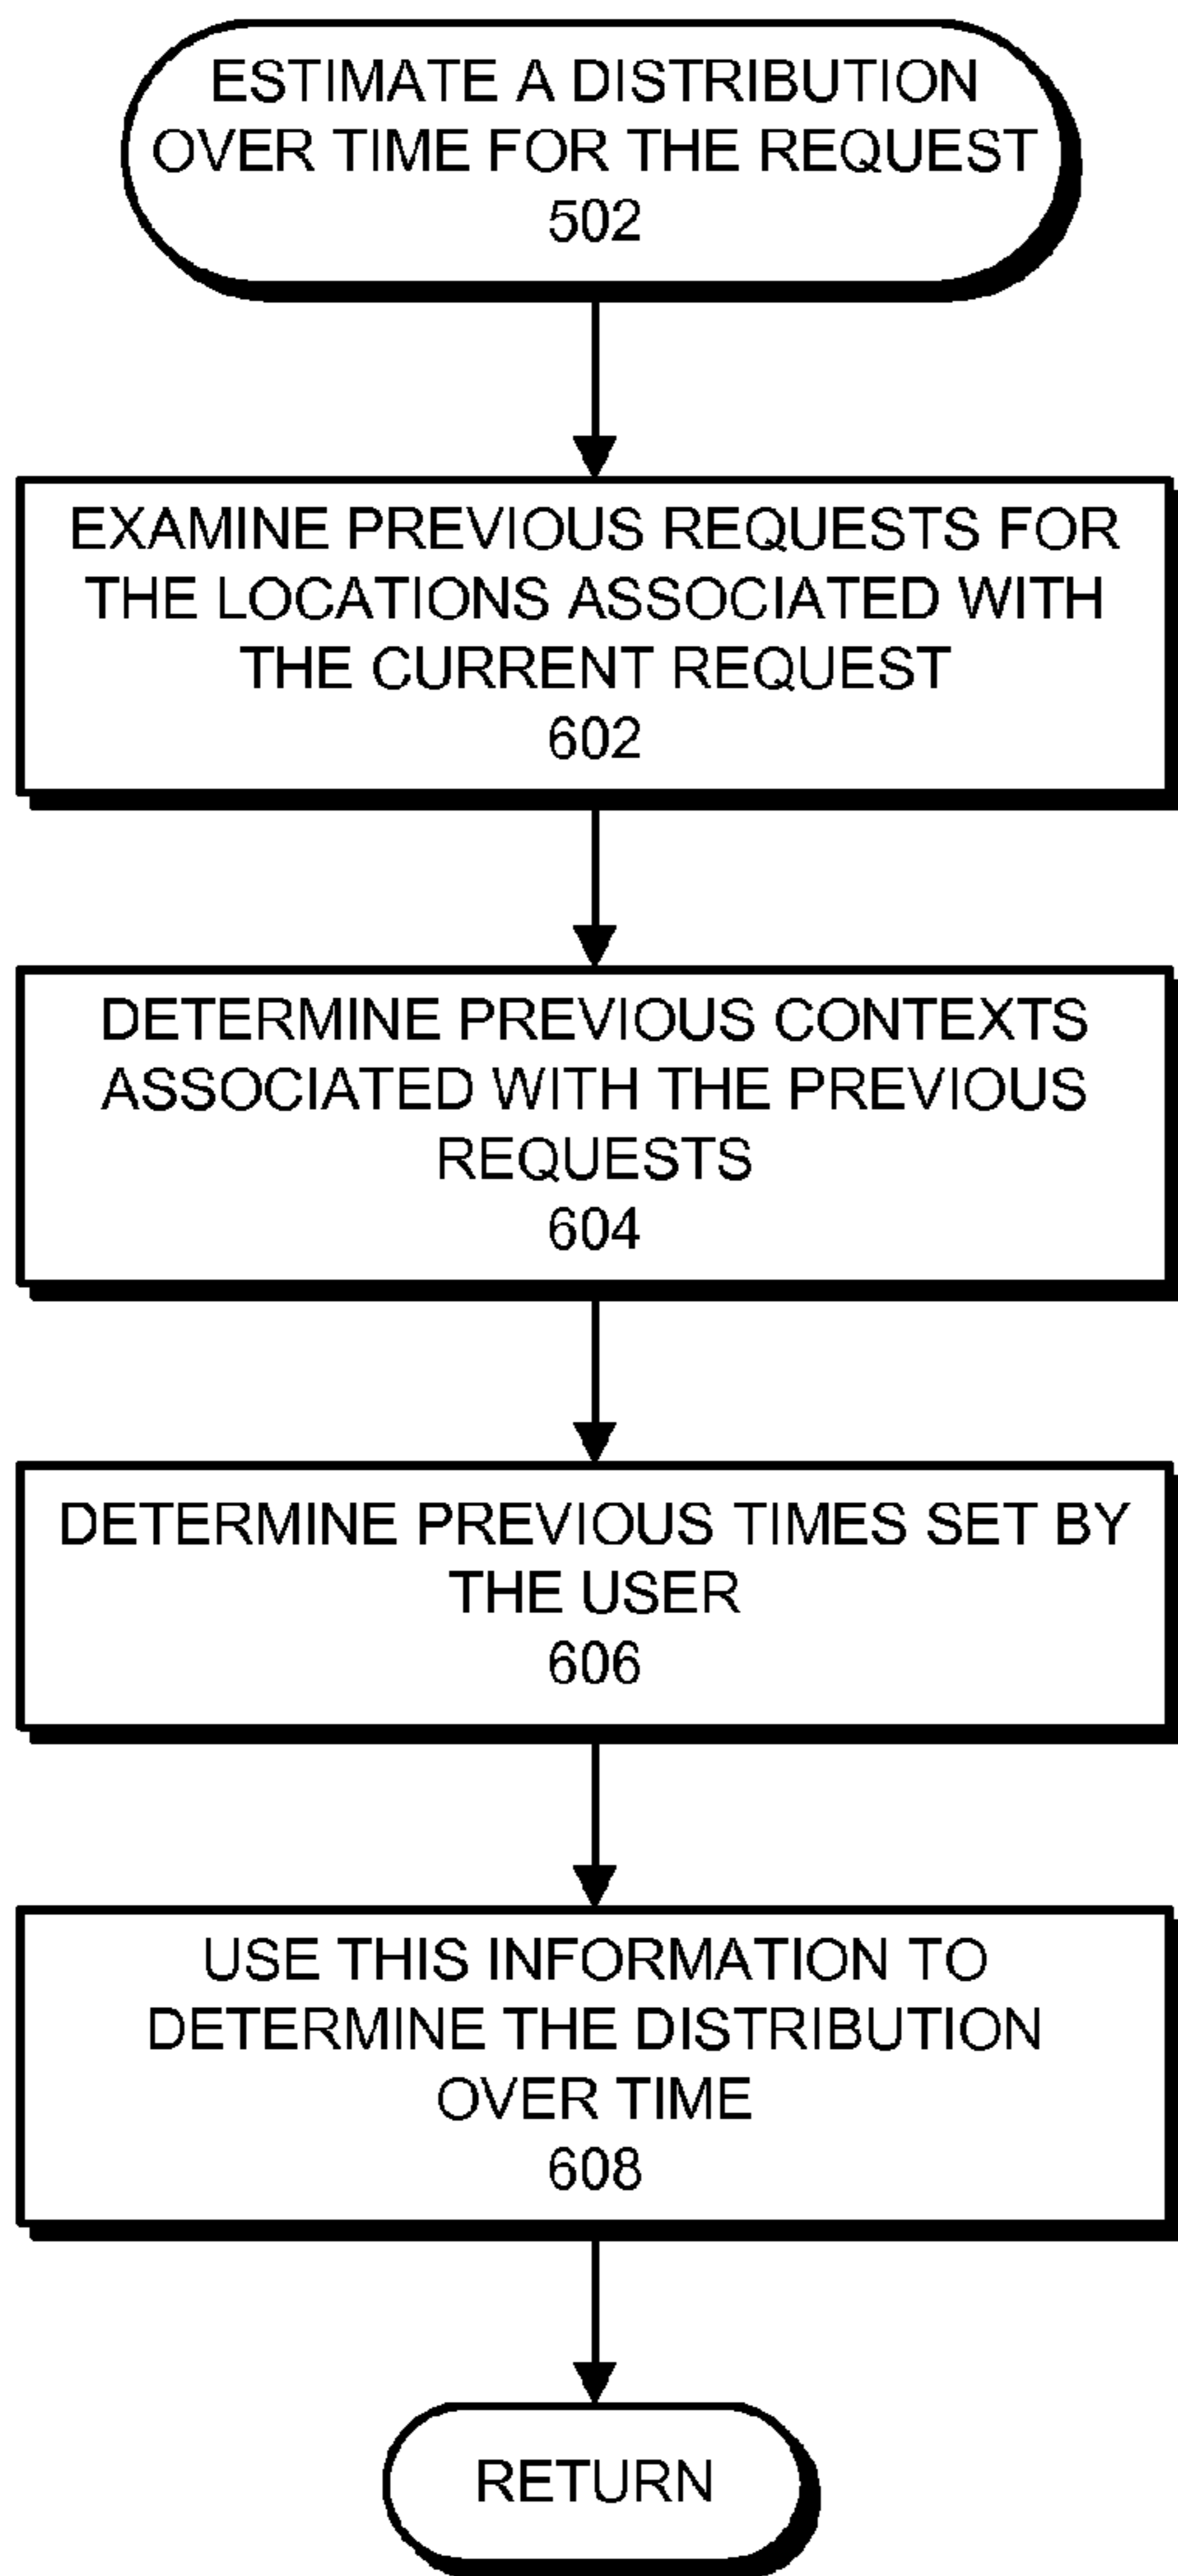 ESTIMATE A DISTRIBUTION
OVER TIME FOR THE REQUEST
502
EXAMINE PREVIOUS REQUESTS FOR
THE LOCATIONS ASSOCIATED WITH
THE CURRENT REQUEST
602
DETERMINE PREVIOUS CONTEXTS
ASSOCIATED WITH THE PREVIOUS
REQUESTS
604
DETERMINE PREVIOUS TIMES SET BY
THE USER
606
USE THIS INFORMATION TO
DETERMINE THE DISTRIBUTION
OVER TIME
608
RETURN